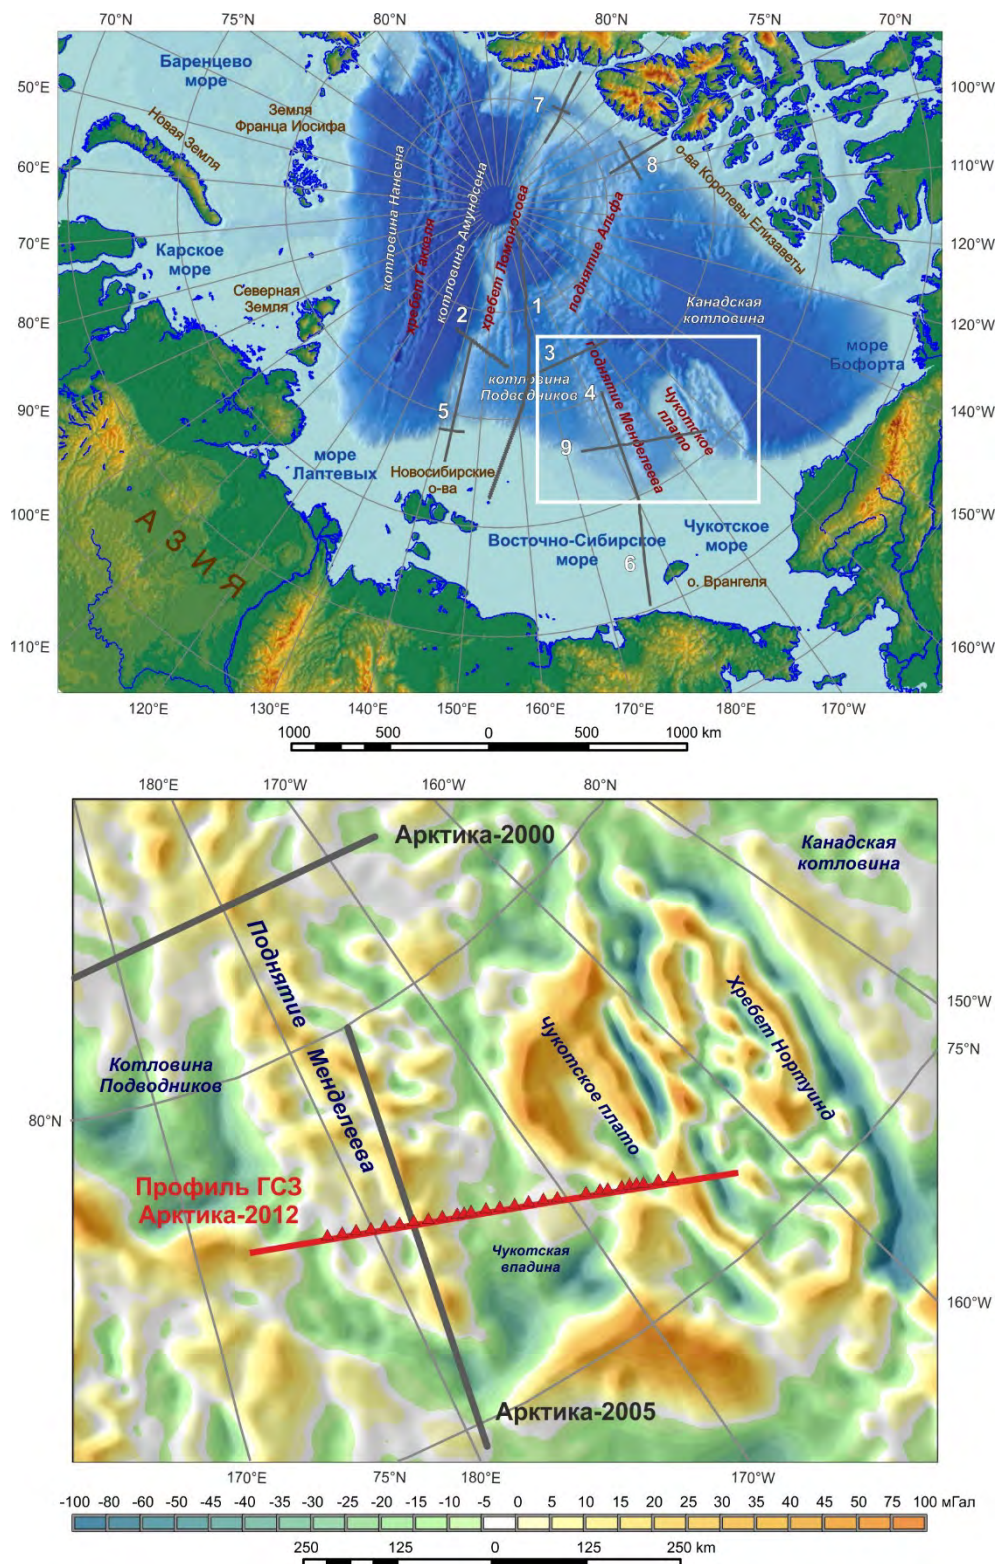 70°N 75°N 80°N 80°N 75°N 70°N
Баренцево
море
50°E
100°W
Земля
Франца Иосифа
Новая Земля
7
60°E
110°W
8
о-ва Королевы Елизаветы
котловина Нансена
котловина Амундсена
хребет Гаккеля
хребет Ломоносова
поднятие Альфа
70°E
120°W
Карское
море
Северная
Земля
Канадская
котловина
80°E
120°W
1
2
3
море
Бофорта
котловина
Подводников
4
поднятие Менделеева
Чукотское
плато
90°E
140°W
5
9
море
Лаптевых
Новосибирские
о-ва
100°E
150°W
АЗИЯ
Восточно-Сибирское
море
Чукотское
море
6
о. Врангеля
110°E
160°W
120°E 130°E 140°E 150°E 160°E 170°E 180°E 170°W
1000 500 0 500 1000 km
180°E 170°W 160°W 80°N
Арктика-2000
Канадская
котловина
Поднятие Менделеева
Хребет Нортуинд
150°W
Чукотское плато
75°N
Котловина
Подводников
80°N
Профиль ГСЗ
Арктика-2012
Чукотская
впадина
160°W
Арктика-2005
170°E 75°N 180°E 170°W
-100 -80 -60 -45 -40 -35 -30 -25 -20 -15 -10 -5 0 5 10 15 20 25 30 40 45 50 75 100 мГал
250 125 0 125 250 km